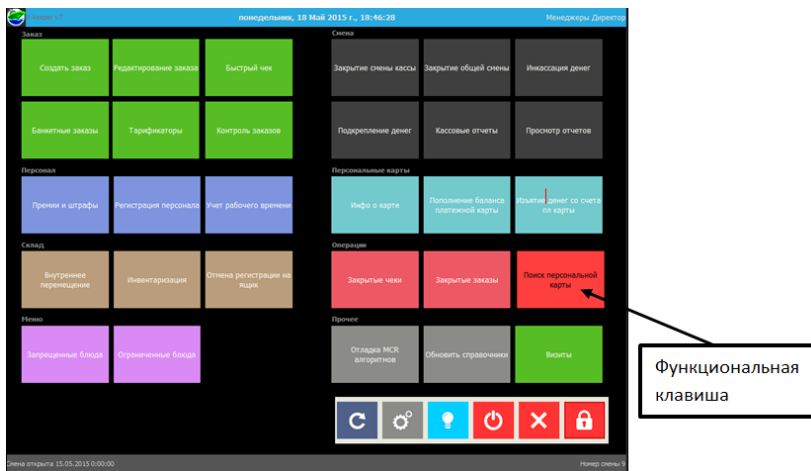 R-keeper v7
понедельник, 18 Май 2015 г., 18:46:28
Менеджеры Директор
Заказ
Создать заказ
Редактирование заказа
Быстрый чек
Банкетные заказы
Тарификаторы
Контроль заказов
Смена
Закрытие смены кассы
Закрытие общей смены
Инкассация денег
Подкрепление денег
Кассовые отчеты
Просмотр отчетов
Персонал
Премии и штрафы
Регистрация персонала
Учет рабочего времени
Персональные карты
Инфо о карте
Пополнение баланса
платежной карты
Изъятие денег со счета
пл карты
Склад
Внутреннее
перемещение
Инвентаризация
Отмена регистрации на
ящик
Операции
Закрытые чеки
Закрытые заказы
Поиск персональной
карты
Меню
Запрещенные блюда
Ограниченные блюда
Прочее
Отладка MCR
алгоритмов
Обновить справочники
Визиты
Функциональная
клавиша
Смена открыта 15.05.2015 0:00:00
Номер смены 9